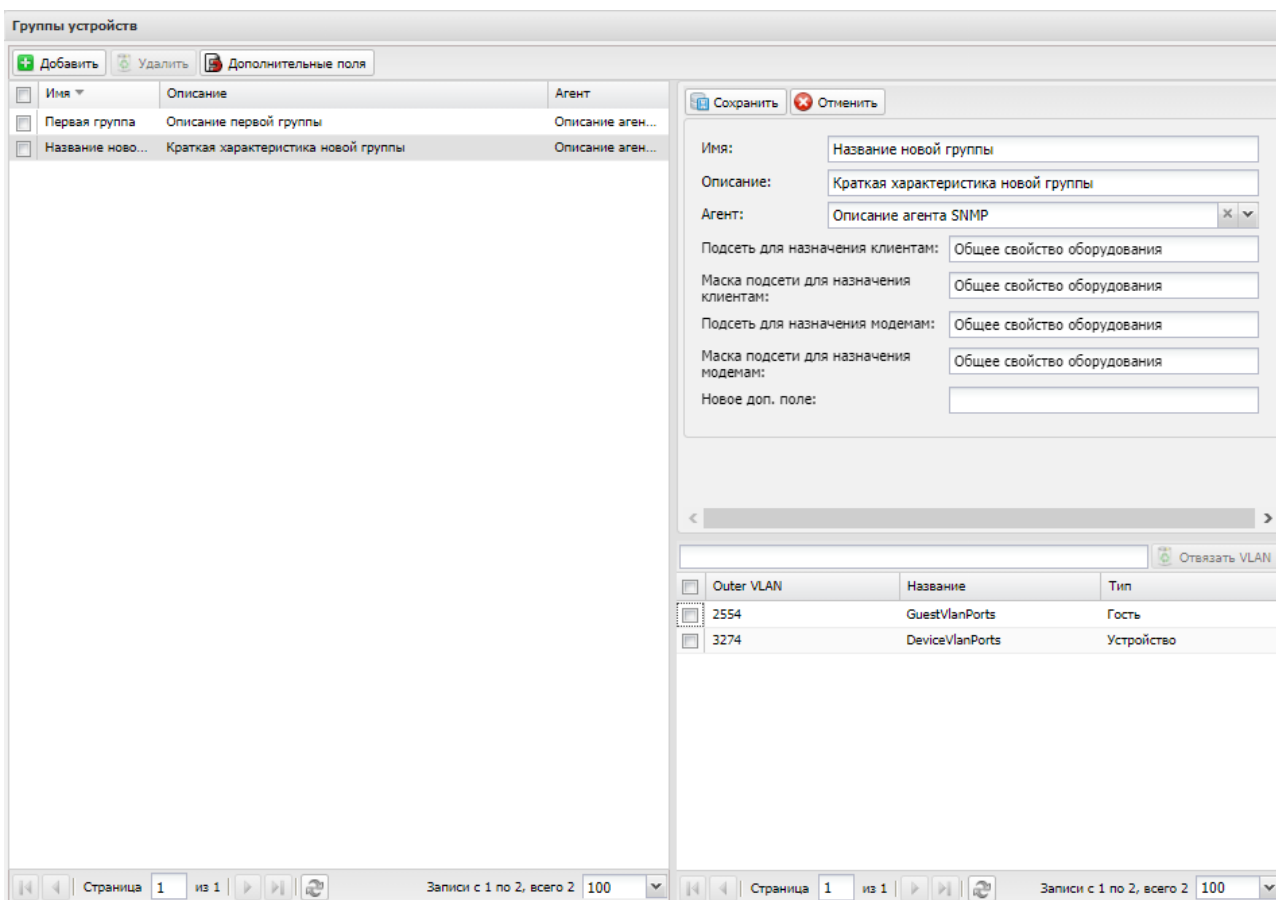 Группы устройств
Добавить Удалить Дополнительные поля
Имя Описание Агент
Первая группа Описание первой группы Описание аген...
Название ново... Краткая характеристика новой группы Описание аген...
Страница 1 из 1 Записи с 1 по 2, всего 2 100
Сохранить Отменить
Имя: Название новой группы
Описание: Краткая характеристика новой группы
Агент: Описание агента SNMP
Подсеть для назначения клиентам: Общее свойство оборудования
Маска подсети для назначения
клиентам: Общее свойство оборудования
Подсеть для назначения модемам: Общее свойство оборудования
Маска подсети для назначения
модемам: Общее свойство оборудования
Новое доп. поле:
Отвязать VLAN
Outer VLAN Название Тип
2554 GuestVlanPorts Гость
3274 DeviceVlanPorts Устройство
Страница 1 из 1 Записи с 1 по 2, всего 2 100